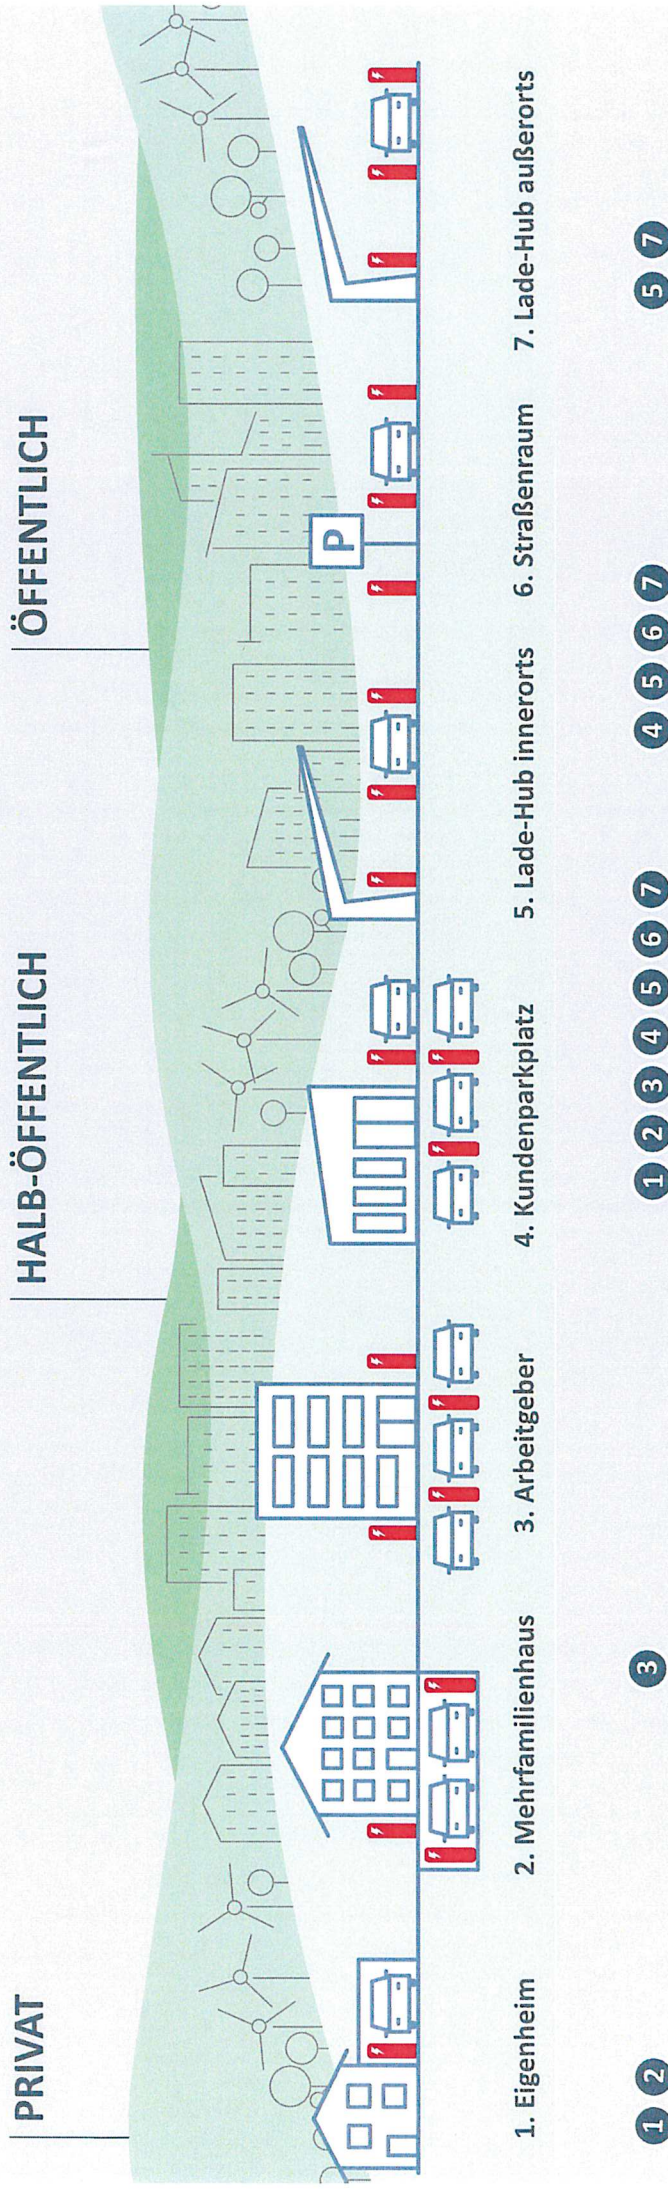 PRIVAT
HALB-ÖFFENTLICH
ÖFFENTLICH
P
1. Eigenheim
2. Mehrfamilienhaus
3. Arbeitgeber
4. Kundenparkplatz
5. Lade-Hub innerorts
6. Straßenraum
7. Lade-Hub außerorts
1 2
3
1 2 3 4 5 6 7
4 5 6 7
5 7